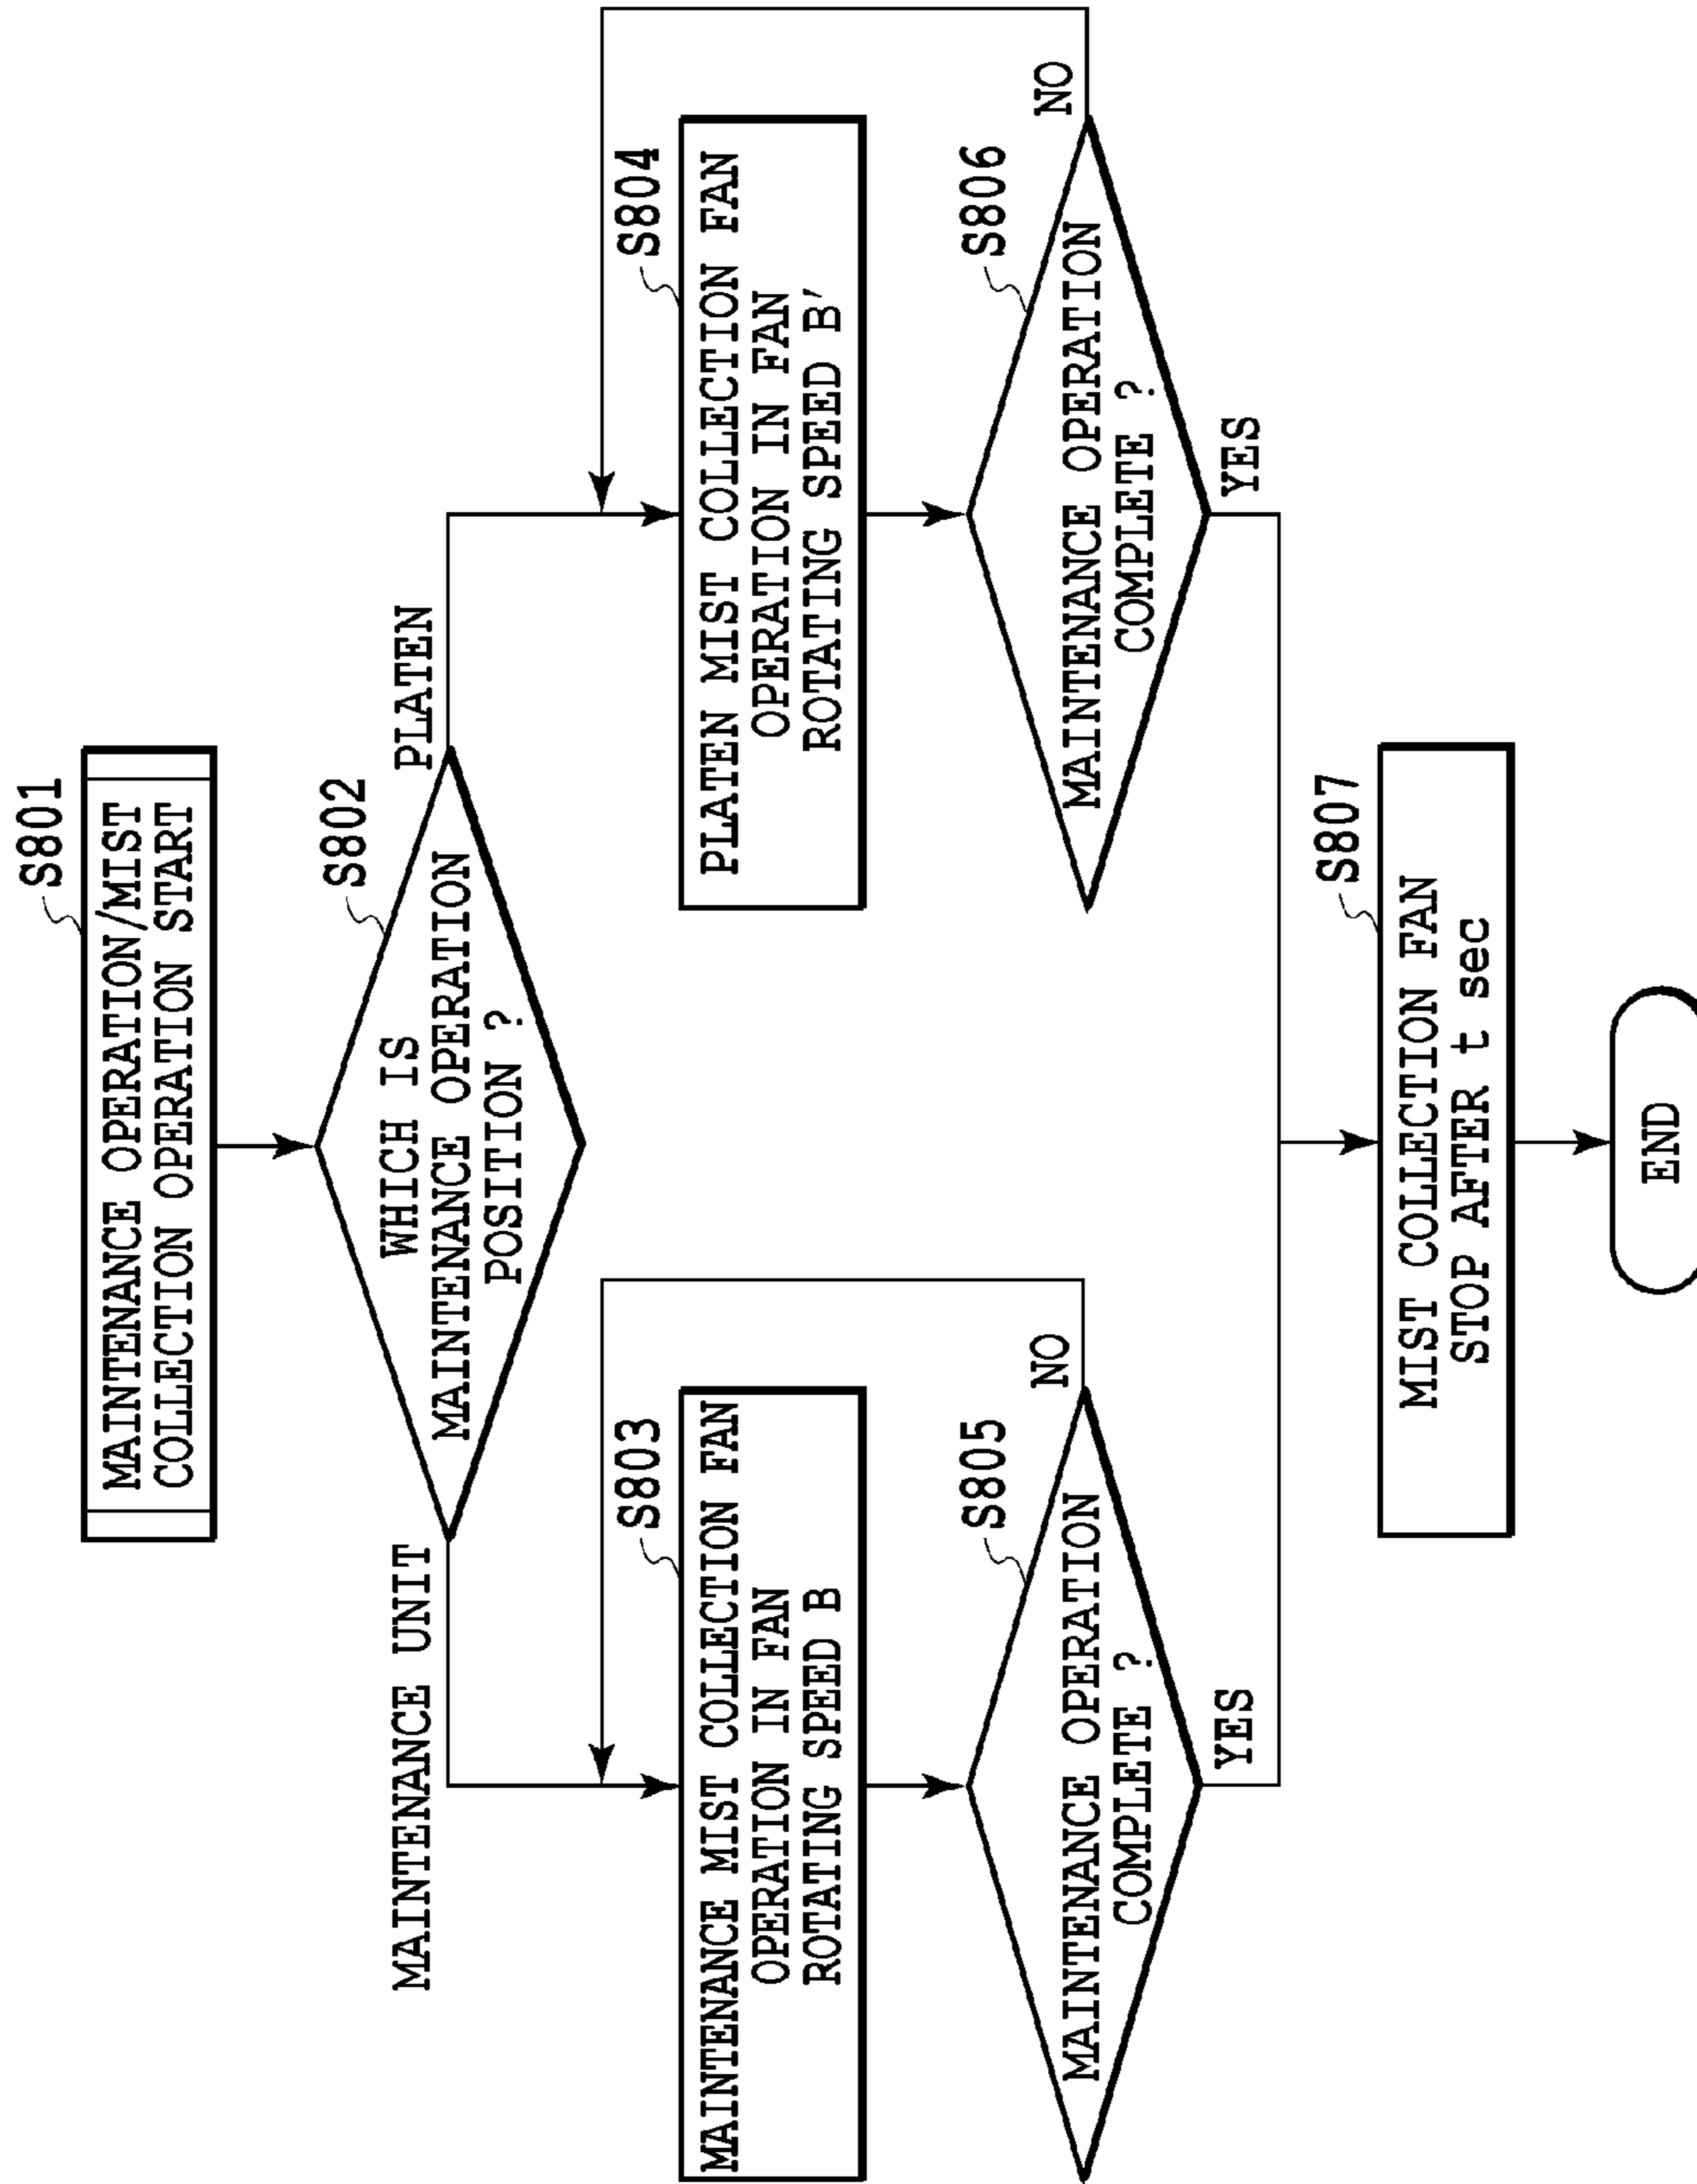 S801
MAINTENANCE OPERATION/MIST
COLLECTION OPERATION START
S802
WHICH IS
MAINTENANCE OPERATION
POSITION ?
MAINTENANCE UNIT
PLATEN
S803
MAINTENANCE MIST COLLECTION FAN
OPERATION IN FAN
ROTATING SPEED B
S804
PLATEN MIST COLLECTION FAN
OPERATION IN FAN
ROTATING SPEED B'
S805
MAINTENANCE OPERATION
COMPLETE ?
NO
YES
S806
MAINTENANCE OPERATION
COMPLETE ?
NO
YES
S807
MIST COLLECTION FAN
STOP AFTER t sec
END